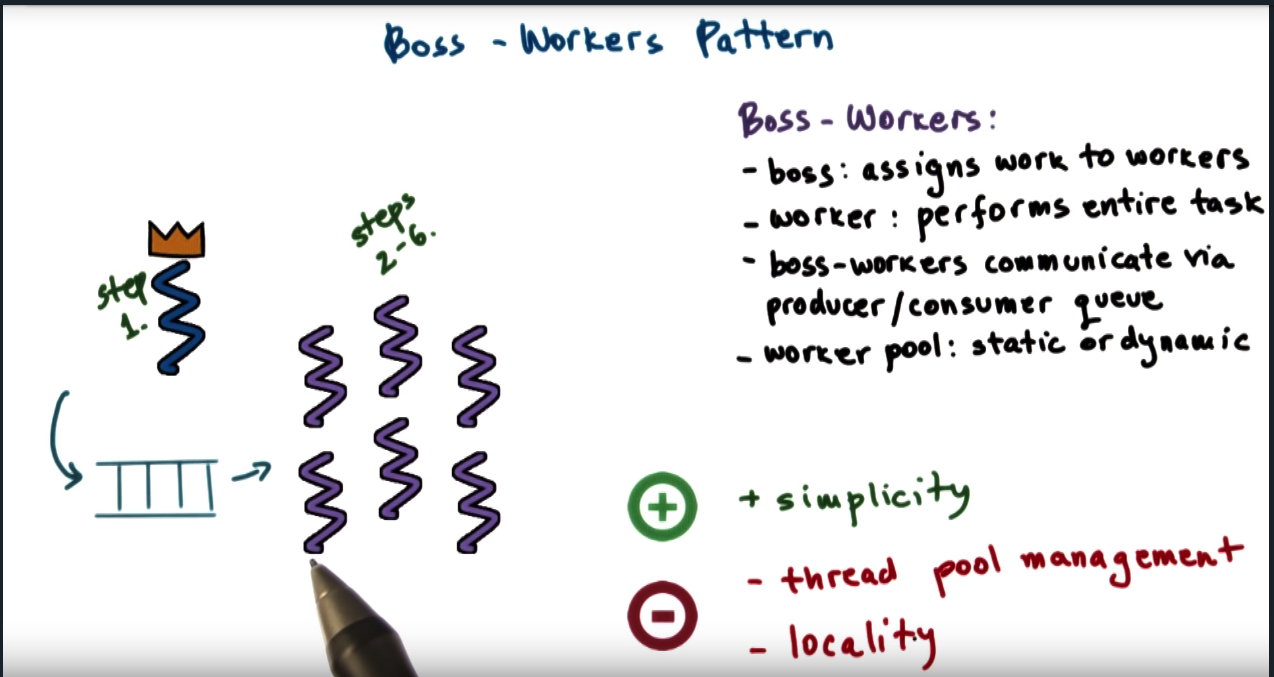 Boss - Workers Pattern
Boss - Workers:
- boss: assigns work to workers
- worker: performs entire task
- boss-workers communicate via
producer/consumer queue
- worker pool: static or dynamic
step
1.
steps
2-6.
+ simplicity
- thread pool management
- locality